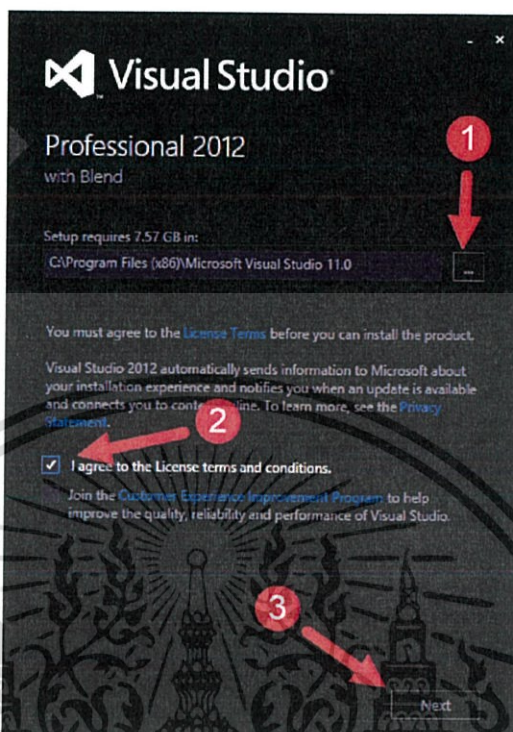 Visual Studio
Professional 2012
with Blend
1
Setup requires 7.57 GB in:
C:\Program Files (x86)\Microsoft Visual Studio 11.0
...
You must agree to the License Terms before you can install the product.
Visual Studio 2012 automatically sends information to Microsoft about
your installation experience and notifies you when an update is available
and connects you to
2
To learn more, see the Privacy
Statement.
I agree to the License terms and conditions.
Join the Customer Experience Improvement Program to help
improve the quality, reliability and performance of Visual Studio.
3
Next